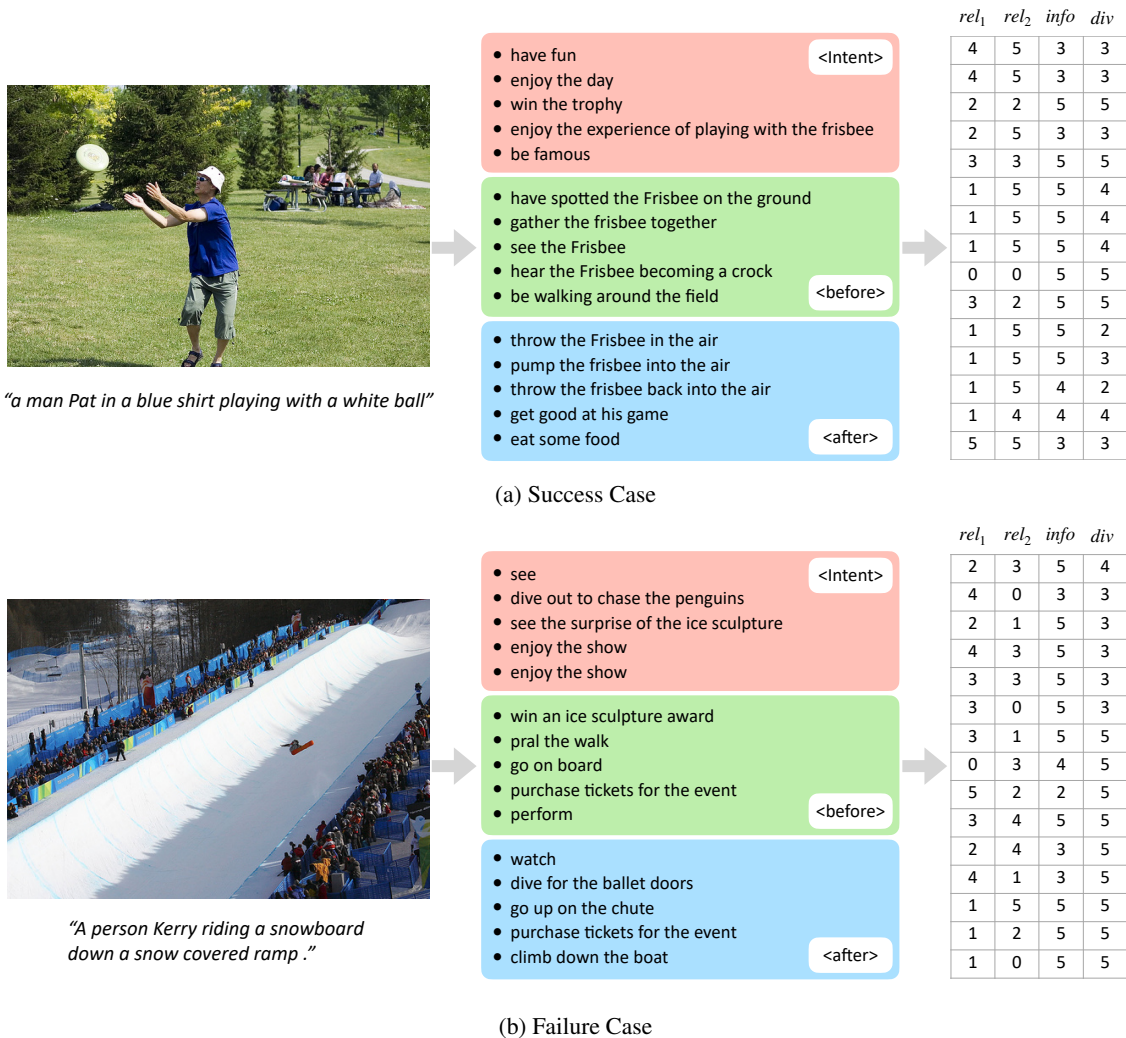 rel1 rel2 info div
<Intent>
• have fun
• enjoy the day
• win the trophy
• enjoy the experience of playing with the frisbee
• be famous
• have spotted the Frisbee on the ground
• gather the frisbee together
• see the Frisbee
• hear the Frisbee becoming a crock
• be walking around the field
<before>
• throw the Frisbee in the air
• pump the frisbee into the air
• throw the frisbee back into the air
• get good at his game
• eat some food
<after>
4 5 3 3
4 5 3 3
2 2 5 5
2 5 3 3
3 3 5 5
1 5 5 4
1 5 5 4
1 5 5 4
0 0 5 5
3 2 5 5
1 5 5 2
1 5 5 3
1 5 4 2
1 4 4 4
5 5 3 3
“a man Pat in a blue shirt playing with a white ball”
(a) Success Case
rel1 rel2 info div
<Intent>
• see
• dive out to chase the penguins
• see the surprise of the ice sculpture
• enjoy the show
• enjoy the show
• win an ice sculpture award
• pral the walk
• go on board
• purchase tickets for the event
• perform
<before>
• watch
• dive for the ballet doors
• go up on the chute
• purchase tickets for the event
• climb down the boat
<after>
2 3 5 4
4 0 3 3
2 1 5 3
4 3 5 3
3 3 5 3
3 0 5 3
3 1 5 5
0 3 4 5
5 2 2 5
3 4 5 5
2 4 3 5
4 1 3 5
1 5 5 5
1 2 5 5
1 0 5 5
“A person Kerry riding a snowboard
down a snow covered ramp .”
(b) Failure Case